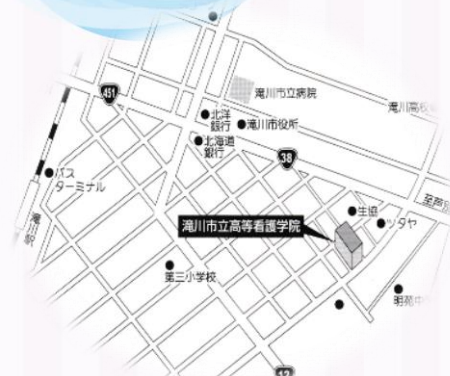 451
滝川市立病院
滝川高校
北洋
銀行
滝川市役所
北海道
銀行
38
バス
ターミナル
至芦別
生協
ツタヤ
滝川駅
滝川市立高等看護学院
第三小学校
明苑中
12